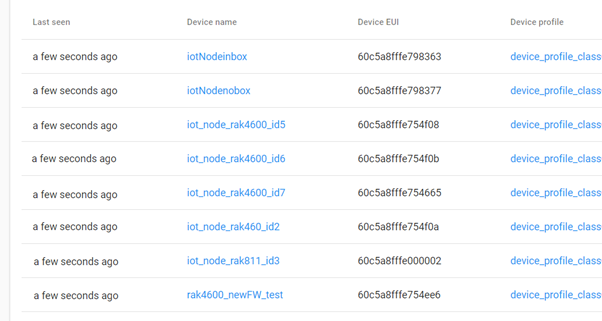 Last seen Device name Device EUI Device profile
a few seconds ago iotNodeinbox 60c5a8fffe798363 device_profile_class
a few seconds ago iotNodenobox 60c5a8fffe798377 device_profile_class
a few seconds ago iot_node_rak4600_id5 60c5a8fffe754f08 device_profile_class
a few seconds ago iot_node_rak4600_id6 60c5a8fffe754f0b device_profile_class
a few seconds ago iot_node_rak4600_id7 60c5a8fffe754665 device_profile_class
a few seconds ago iot_node_rak460_id2 60c5a8fffe754f0a device_profile_class
a few seconds ago iot_node_rak811_id3 60c5a8fffe000002 device_profile_class
a few seconds ago rak4600_newFW_test 60c5a8fffe754ee6 device_profile_class